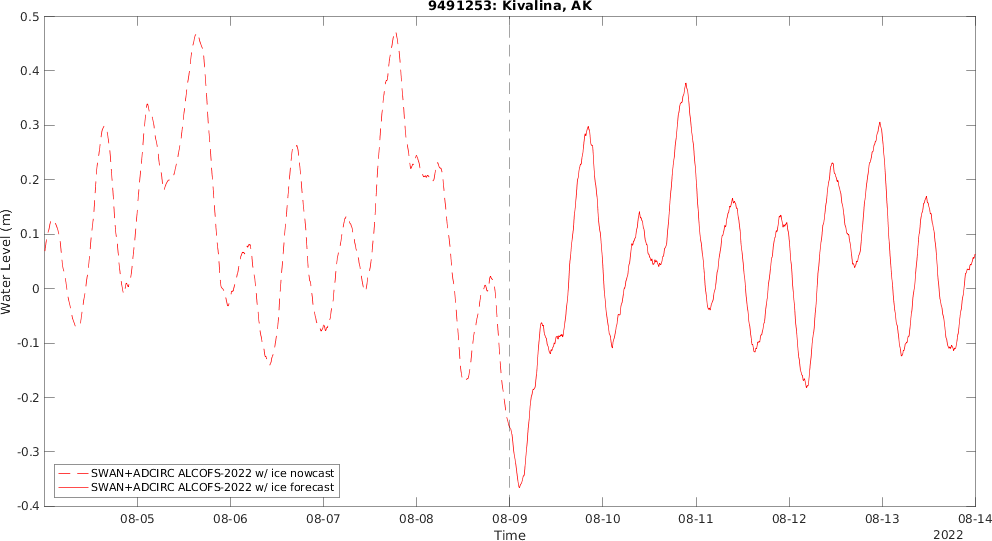 9491253: Kivalina, AK
0.5
0.4
0.3
0.2
0.1
0
-0.1
-0.2
-0.3
-0.4
Water Level (m)
SWAN+ADCIRC ALCOFS-2022 w/ ice nowcast
SWAN+ADCIRC ALCOFS-2022 w/ ice forecast
08-05 08-06 08-07 08-08 08-09 08-10 08-11 08-12 08-13 08-14
Time
2022